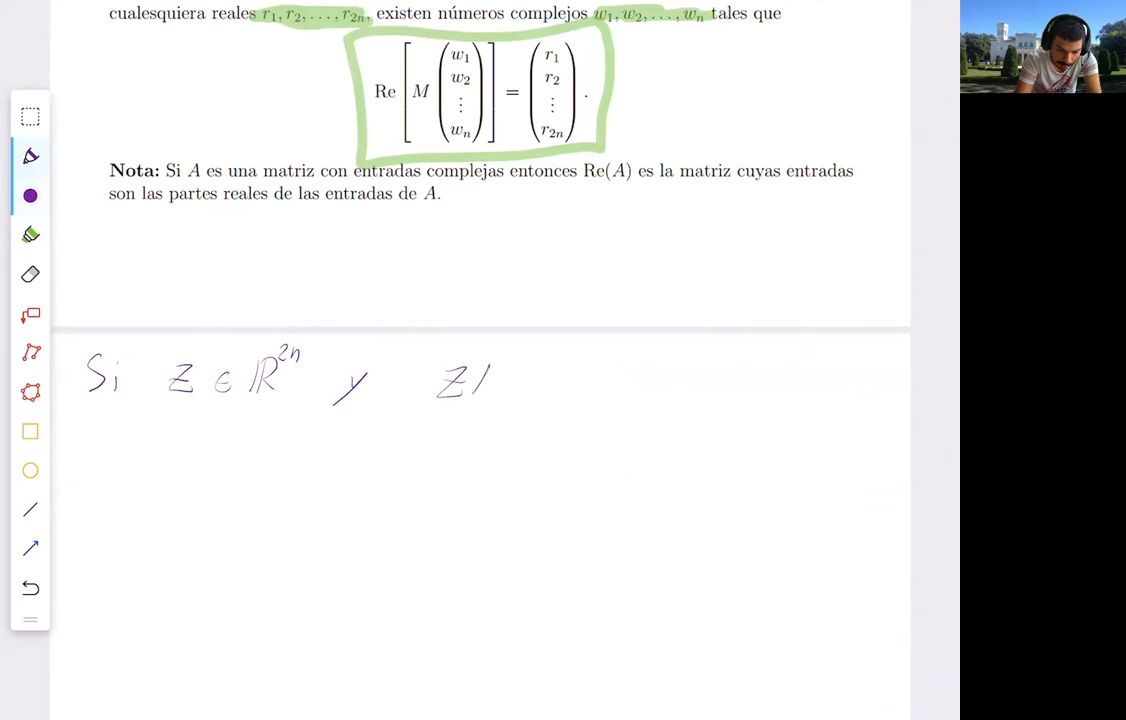 cualesquiera reales r₁, r₂, . . . , r₂ₙ, existen números complejos w₁, w₂, . . . , wₙ tales que
Re [ M ( w₁ w₂ ⋮ wₙ ) ] = ( r₁ r₂ ⋮ r₂ₙ ) .
Nota: Si A es una matriz con entradas complejas entonces Re(A) es la matriz cuyas entradas
son las partes reales de las entradas de A.
Si z ∈ ℝ²ⁿ y z